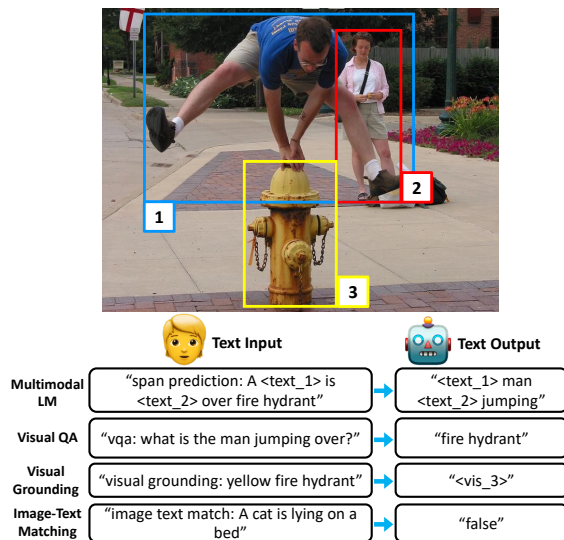 1
2
3
Text Input
Text Output
Multimodal
LM
“span prediction: A <text_1> is
<text_2> over fire hydrant”
“<text_1> man
<text_2> jumping”
Visual QA
“vqa: what is the man jumping over?”
“fire hydrant”
Visual
Grounding
“visual grounding: yellow fire hydrant”
“<vis_3>”
Image-Text
Matching
“image text match: A cat is lying on a
bed”
“false”